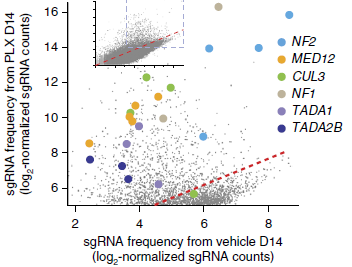 sgRNA frequency from PLX D14
(log2-normalized sgRNA counts)
16
14
12
10
8
6
NF2
MED12
CUL3
NF1
TADA1
TADA2B
2
4
6
8
sgRNA frequency from vehicle D14
(log2-normalized sgRNA counts)